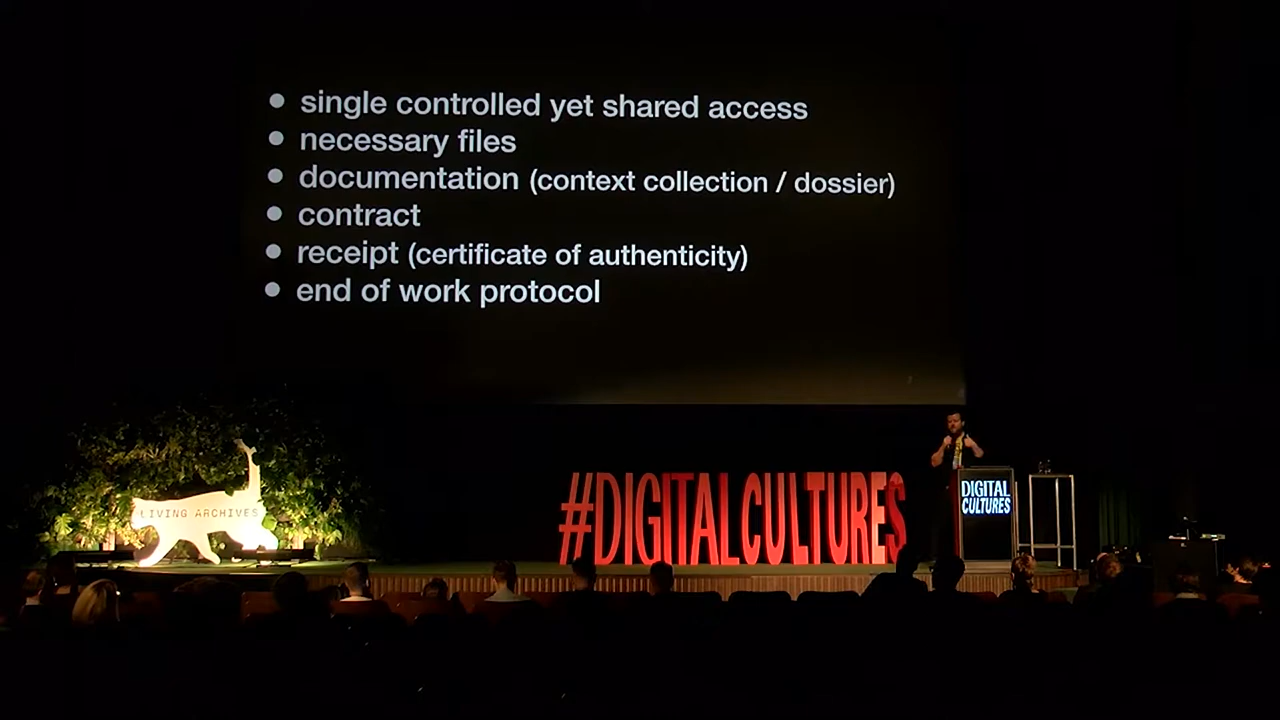 ● single controlled yet shared access
● necessary files
● documentation (context collection / dossier)
● contract
● receipt (certificate of authenticity)
● end of work protocol
LIVING ARCHIVES
#DIGITALCULTURES
DIGITAL
CULTURES